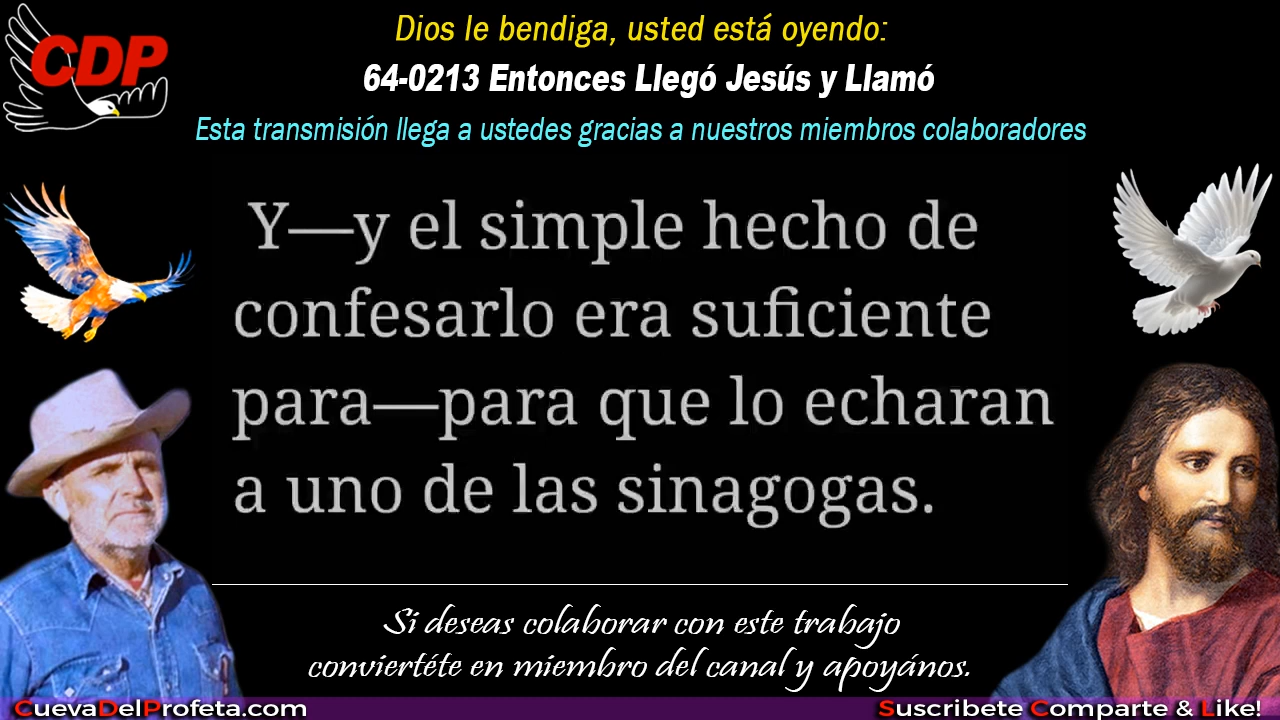 CDP
Dios le bendiga, usted está oyendo:
64-0213 Entonces Llegó Jesús y Llamó
Esta transmisión llega a ustedes gracias a nuestros miembros colaboradores
Y—y el simple hecho de
confesarlo era suficiente
para—para que lo echaran
a uno de las sinagogas.
Si deseas colaborar con este trabajo
conviertéte en miembro del canal y apoyános.
CuevaDelProfeta.com
Suscribete Comparte & Like!